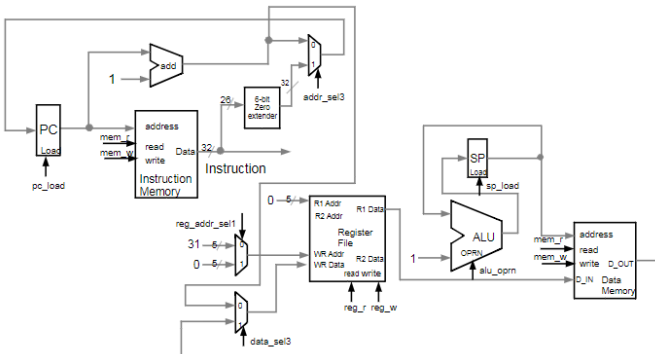 add
0
1
1
addr_sel3
32
26
6-bit
Zero
extender
PC
Load
pc_load
address
mem_r
read
mem_w
write
Data
32
Instruction
Memory
Instruction
SP
Load
sp_load
0
5
R1 Addr
R1 Data
R2 Addr
Register
File
WR Addr
WR Data
R2 Data
read write
reg_r
reg_w
reg_addr_sel1
31
5
0
0
5
1
0
1
data_sel3
ALU
OPRN
1
alu_oprn
address
mem_r
read
mem_w
write
D_OUT
D_IN
Data
Memory